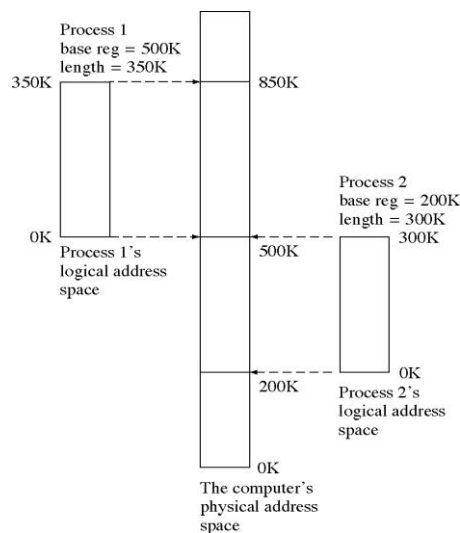 Process 1
base reg = 500K
length = 350K
350K
850K
Process 2
base reg = 200K
length = 300K
0K
500K
300K
Process 1's
logical address
space
200K
0K
Process 2's
logical address
space
0K
The computer's
physical address
space